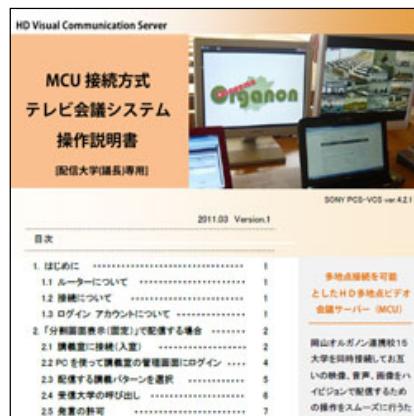 HD Visual Communication Server
MCU 接続方式
テレビ会議システム
操作説明書
[配信大学(議長)専用]
Organon
SONY PCS-VCS ver.4.2.1
2011.03 Version.1
目次
1. はじめに ・・・・・・・・・・ 1
1.1 ルーターについて ・・・・・・・・・・ 1
1.2 接続について ・・・・・・・・・・ 1
1.3 ログイン アカウントについて ・・・・・・・・・・ 1
2. 「分割画面表示(固定)」で配信する場合 ・・・・・・・ 2
2.1 講義室に接続(入室) ・・・・・・・・・・ 2
2.2 PC を使って講義室の管理画面にログイン ・・・・ 4
2.3 配信する講義パターンを選択 ・・・・・・・・・・ 5
2.4 受信大学の呼び出し ・・・・・・・・・・ 6
2.5 発言の許可 ・・・・・・・・・・ 7
多地点接続を可能
としたHD多地点ビデオ
会議サーバー (MCU)
岡山オルガノン連携校15
大学を同時接続してお互
いの映像、音声、画像をハ
イビジョンで配信するため
の操作をスムーズに行うた